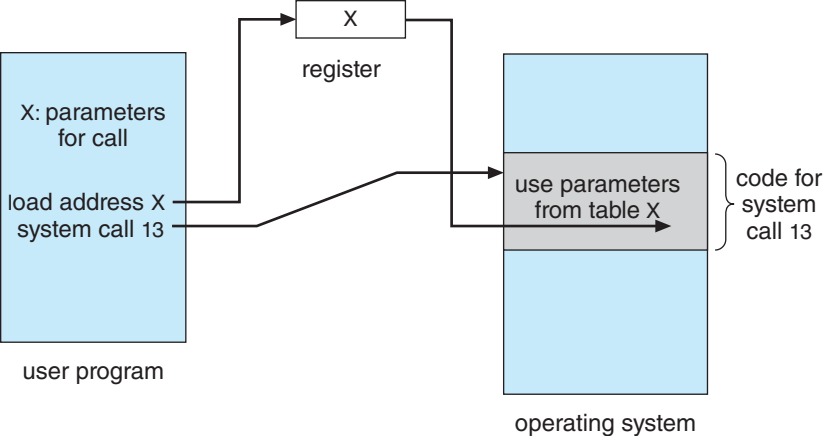 X
register
X: parameters
for call
load address X
system call 13
use parameters
from table X
code for
system
call 13
user program
operating system